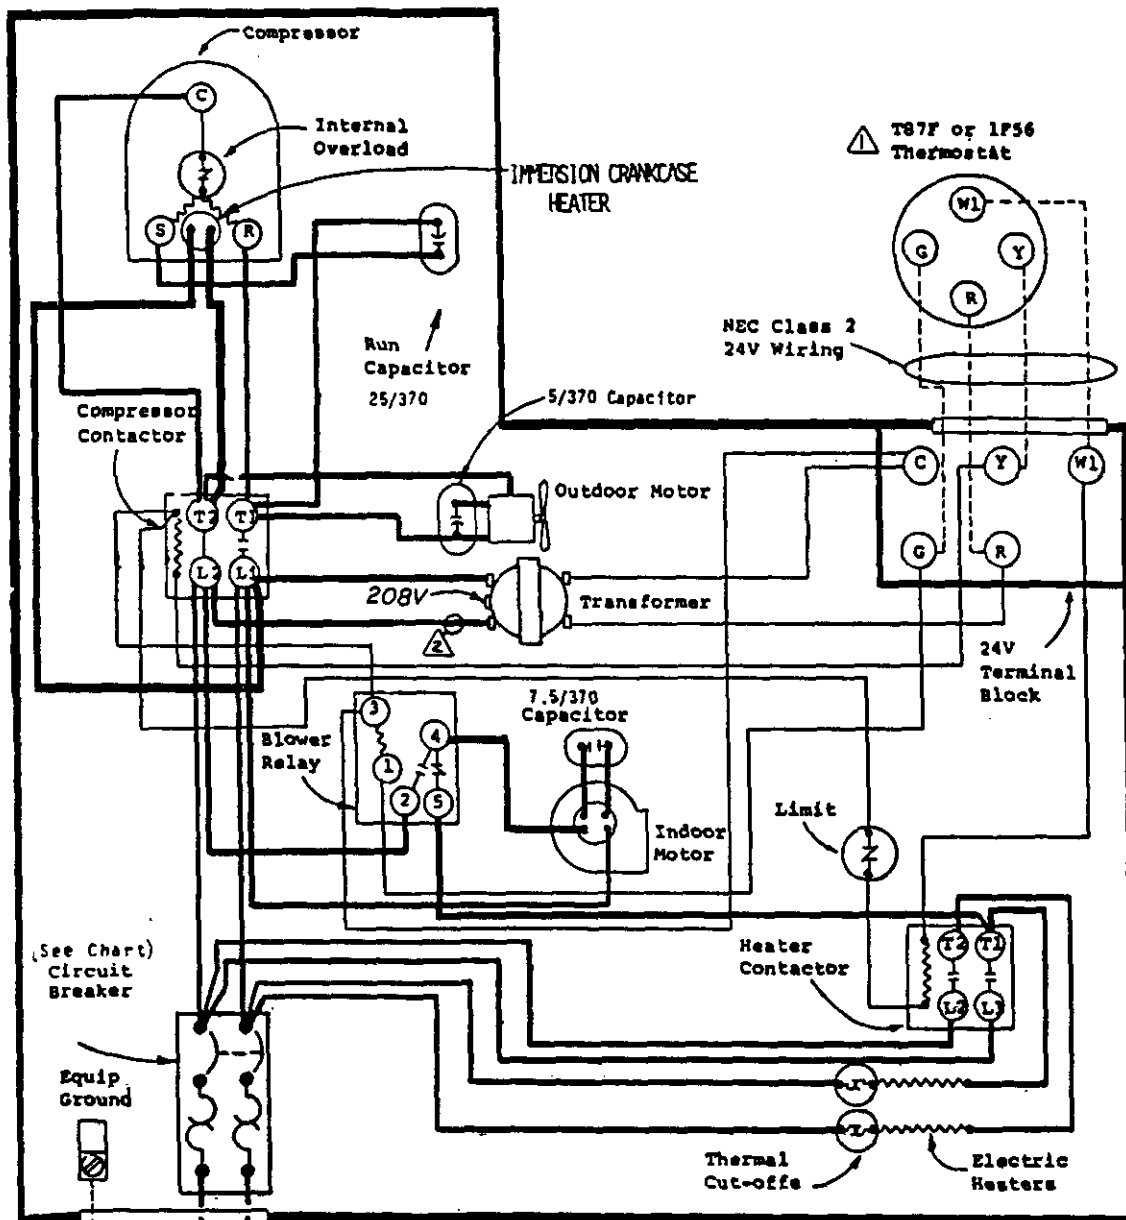 Compressor
C
Internal
Overload
IMMERSION CRANKCASE
HEATER
S
R
Run
Capacitor
25/370
1
T87F or 1F56
Thermostat
W1
G
Y
R
NEC Class 2
24V Wiring
5/370 Capacitor
Compressor
Contactor
C
Y
W1
Outdoor Motor
T2
T1
G
R
L2
L1
208V
Transformer
2
24V
Terminal
Block
7.5/370
Capacitor
3
4
Blower
Relay
1
2
5
Indoor
Motor
Limit
(See Chart)
Circuit
Breaker
Heater
Contactor
T2
T1
L2
L1
Equip
Ground
Thermal
Cut-offs
Electric
Heaters